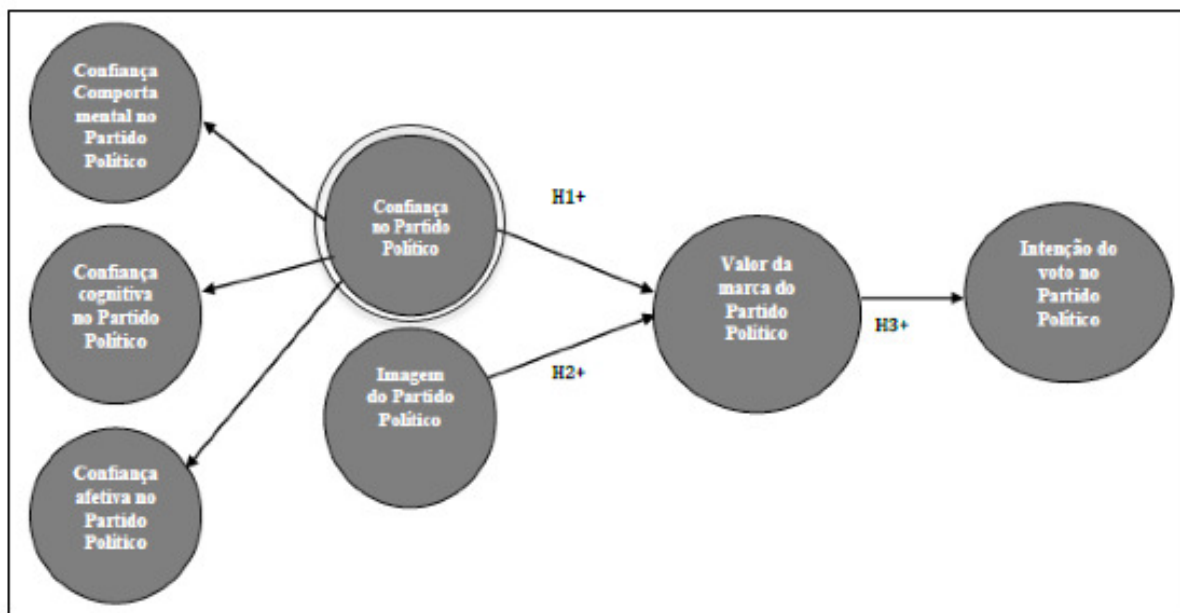 Confiança
Comporta
mental no
Partido
Político
Confiança
cognitiva
no Partido
Político
Confiança
afetiva no
Partido
Político
Confiança
no Partido
Político
Imagem
do Partido
Político
H1+
H2+
Valor da
marca do
Partido
Político
H3+
Intenção do
voto no
Partido
Político